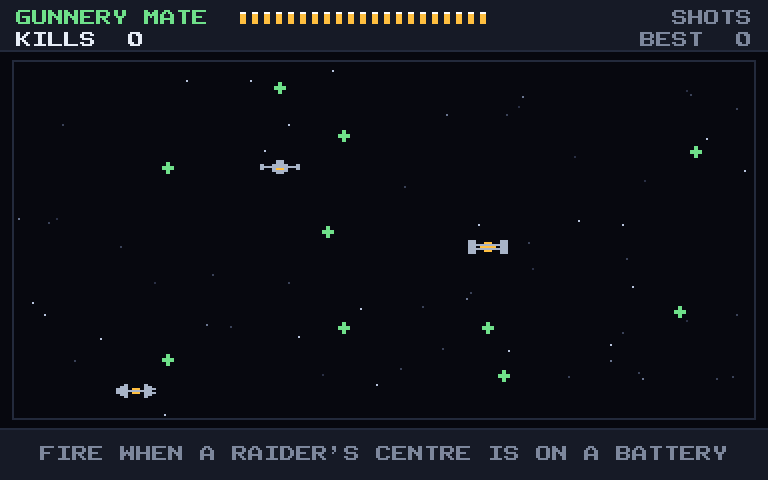 GUNNERY MATE SHOTS
KILLS 0 BEST 0
FIRE WHEN A RAIDER'S CENTRE IS ON A BATTERY